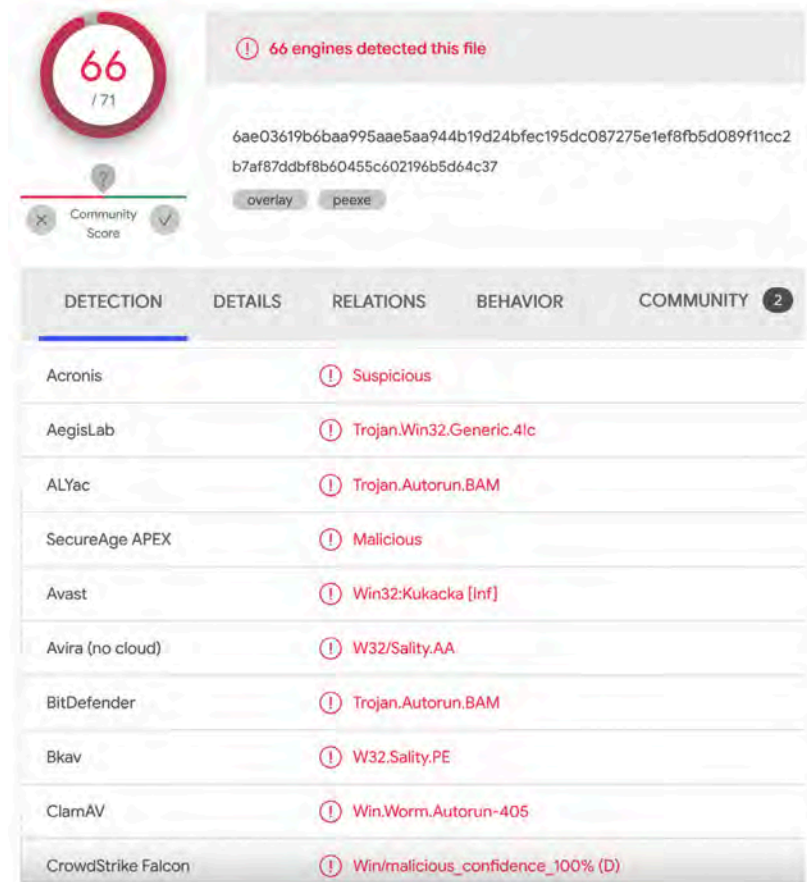 66
/ 71
66 engines detected this file
6ae03619b6baa995aae5aa944b19d24bfec195dc087275e1ef8fb5d089f11cc2
b7af87ddbf8b60455c602196b5d64c37
overlay peexe
?
Community
Score
DETECTION DETAILS RELATIONS BEHAVIOR COMMUNITY 2
Acronis Suspicious
AegisLab Trojan.Win32.Generic.4!c
ALYac Trojan.Autorun.BAM
SecureAge APEX Malicious
Avast Win32:Kukacka [Inf]
Avira (no cloud) W32/Sality.AA
BitDefender Trojan.Autorun.BAM
Bkav W32.Sality.PE
ClamAV Win.Worm.Autorun-405
CrowdStrike Falcon Win/malicious_confidence_100% (D)